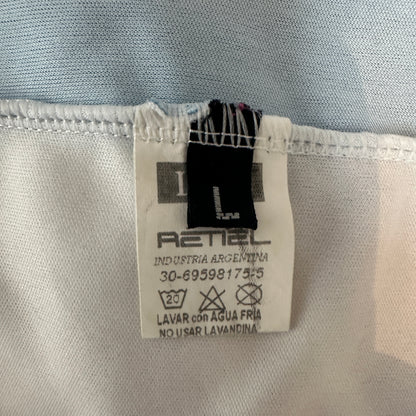 RETIEL
INDUSTRIA ARGENTINA
30-69598175-5
20
LAVAR con AGUA FRIA
NO USAR LAVANDINA